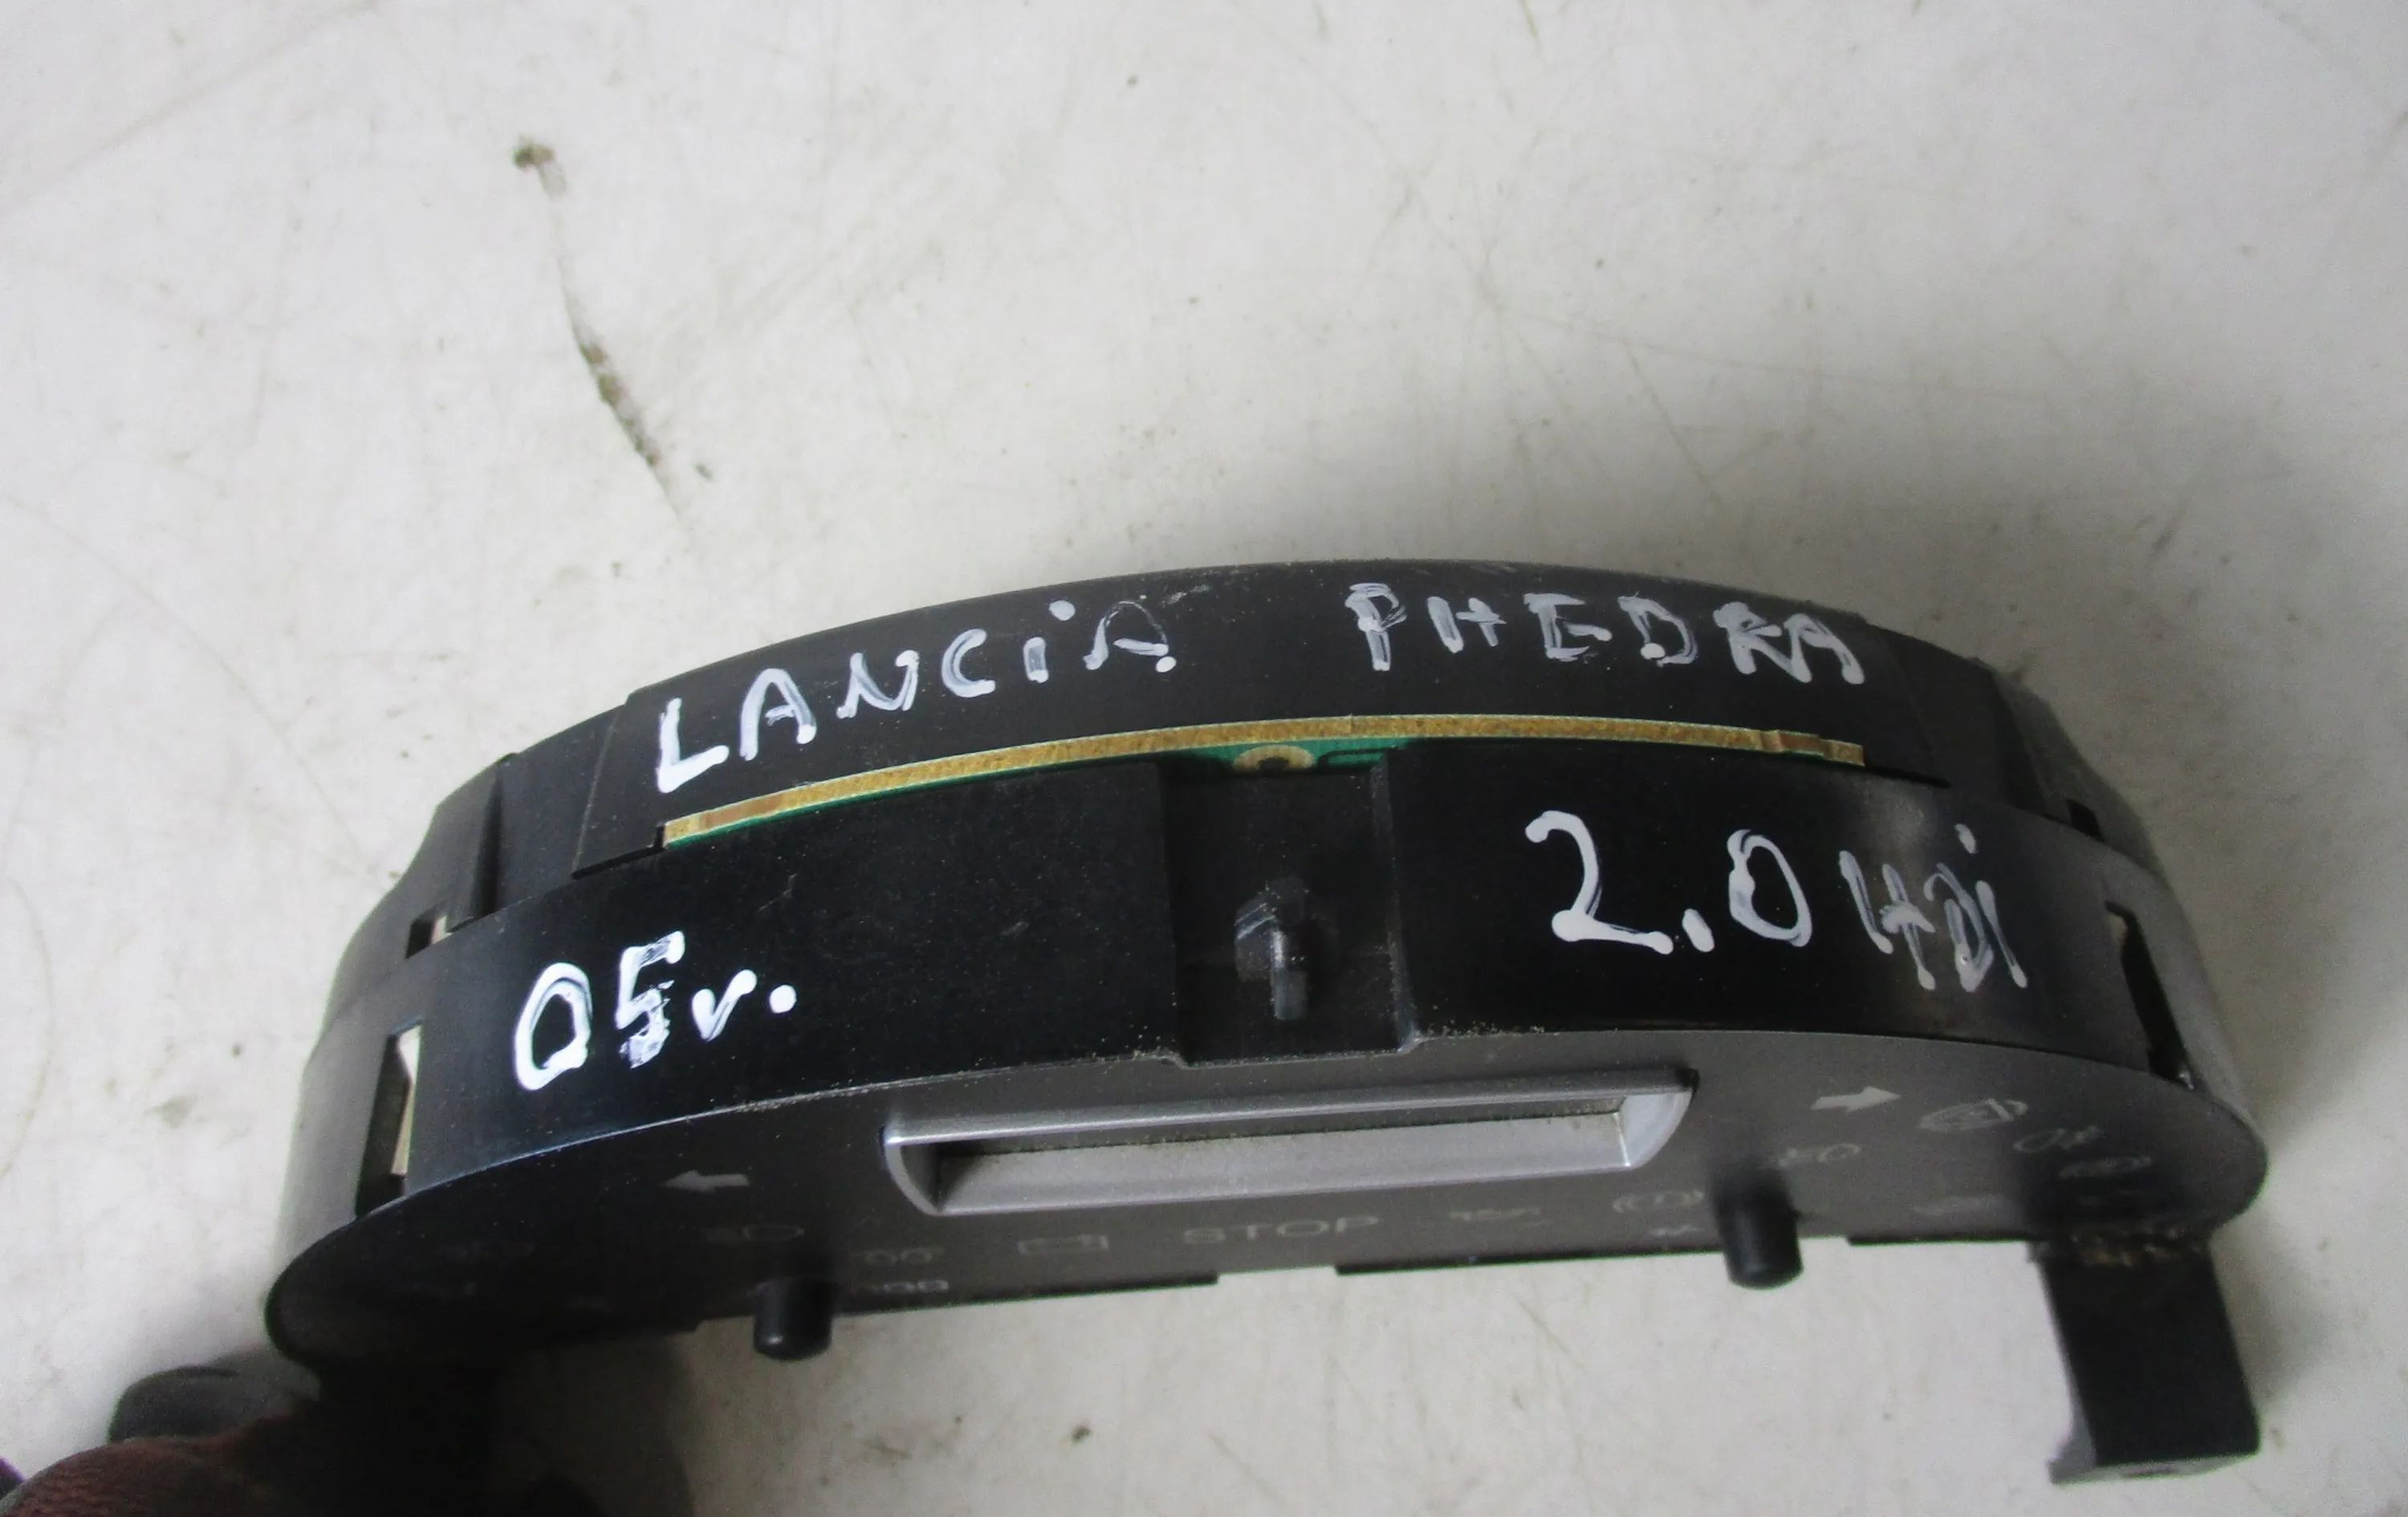 LANCiA PHEDRA
05r. 2.0 HDi
STOP